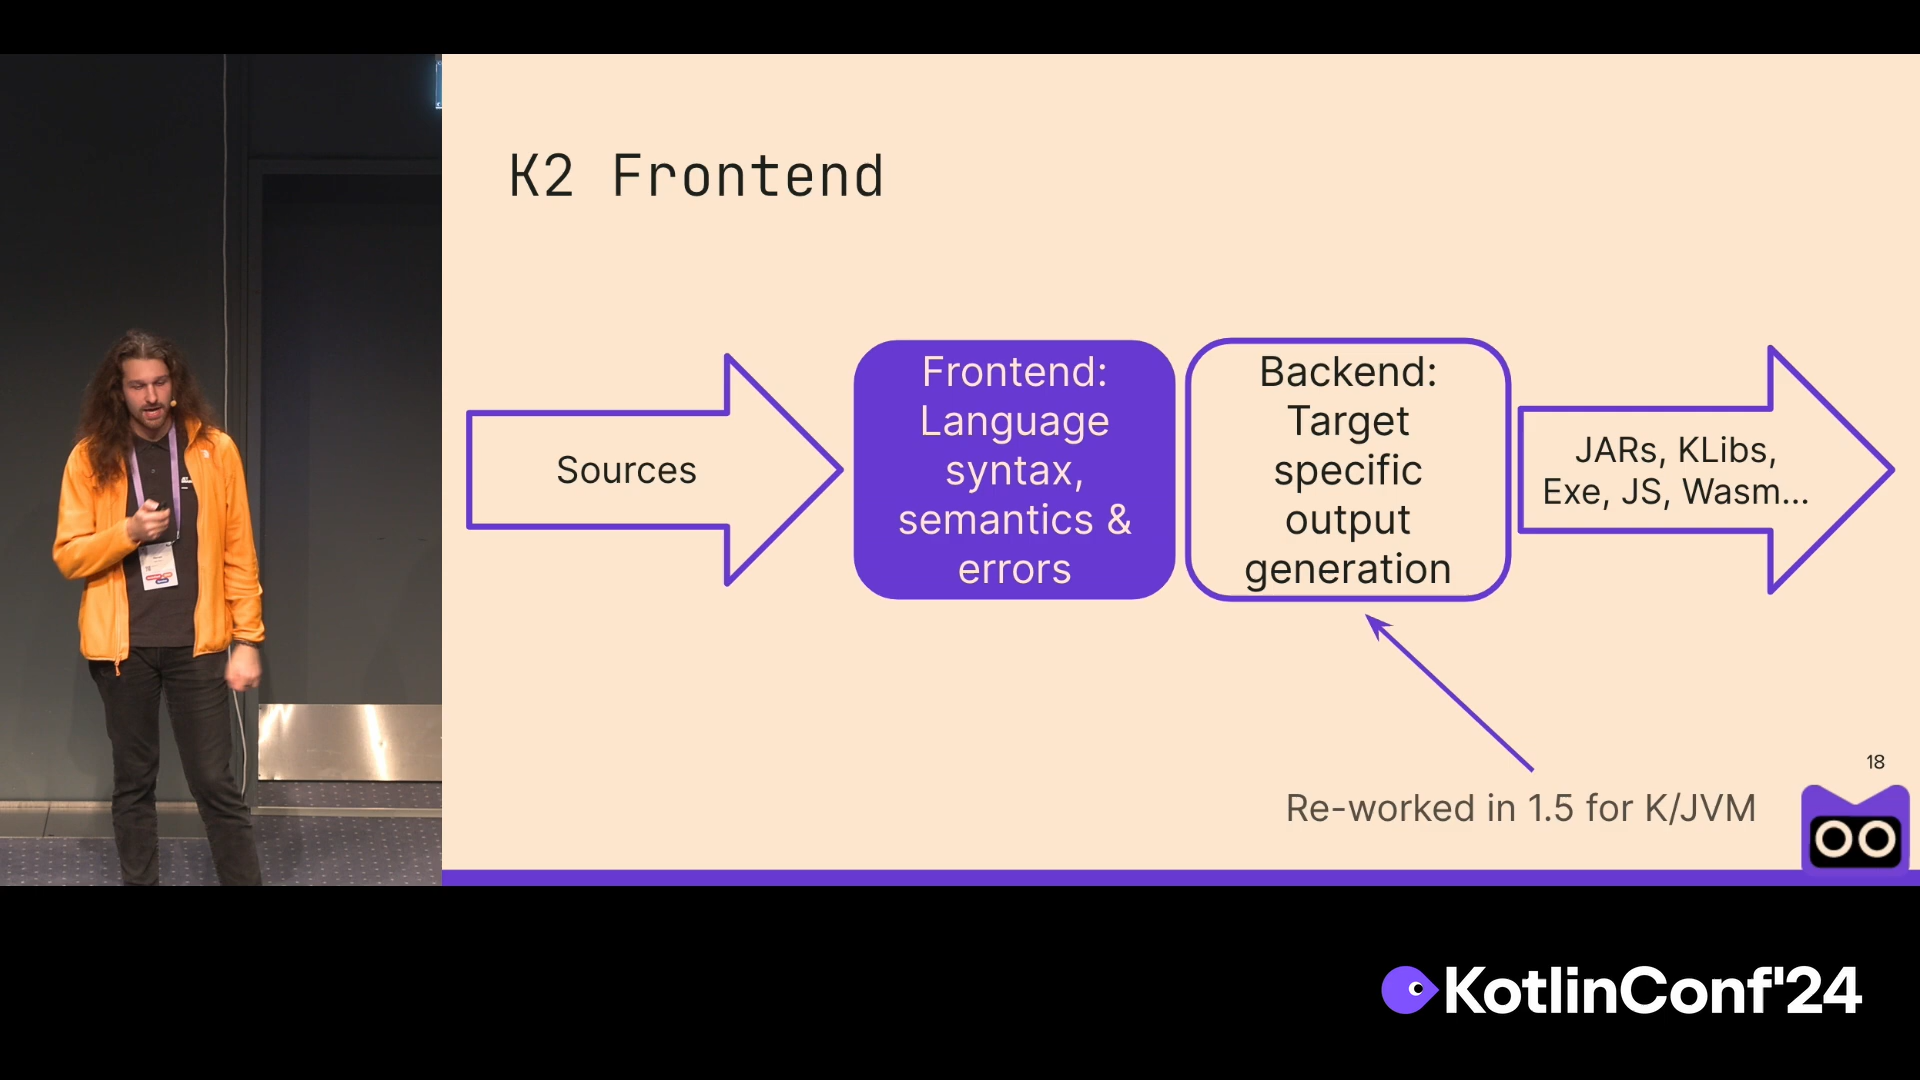 K2 Frontend
Sources
Frontend:
Language
syntax,
semantics &
errors
Backend:
Target
specific
output
generation
JARs, KLibs,
Exe, JS, Wasm...
Re-worked in 1.5 for K/JVM
18
KotlinConf'24